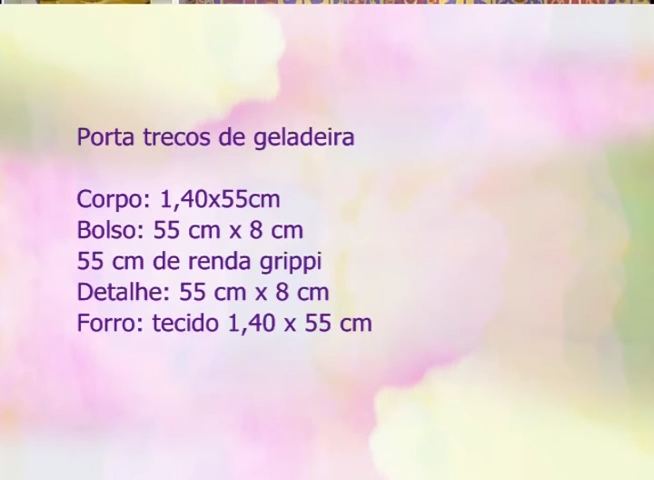 Porta trecos de geladeira
Corpo: 1,40x55cm
Bolso: 55 cm x 8 cm
55 cm de renda grippi
Detalhe: 55 cm x 8 cm
Forro: tecido 1,40 x 55 cm